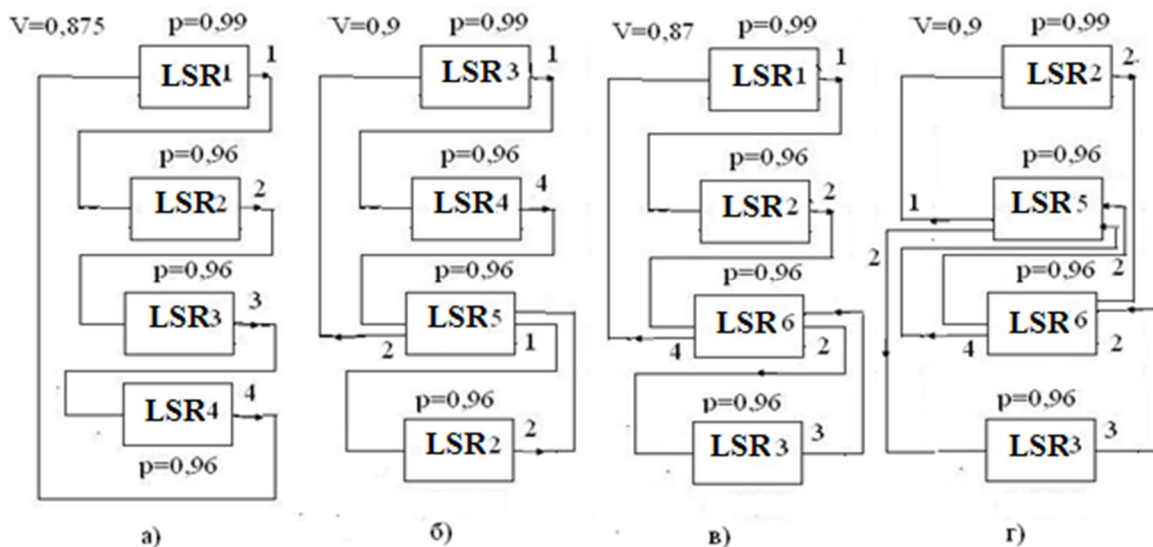 V=0,875
p=0,99
LSR1
1
p=0,96
LSR2
2
p=0,96
LSR3
3
LSR4
4
p=0,96
а)
V=0,9
p=0,99
LSR3
1
p=0,96
LSR4
4
p=0,96
LSR5
2
1
p=0,96
LSR2
2
б)
V=0,87
p=0,99
LSR1
1
p=0,96
LSR2
2
p=0,96
LSR6
4
2
p=0,96
LSR3
3
в)
V=0,9
p=0,99
LSR2
2
p=0,96
LSR5
1
2
2
p=0,96
LSR6
4
2
p=0,96
LSR3
3
г)